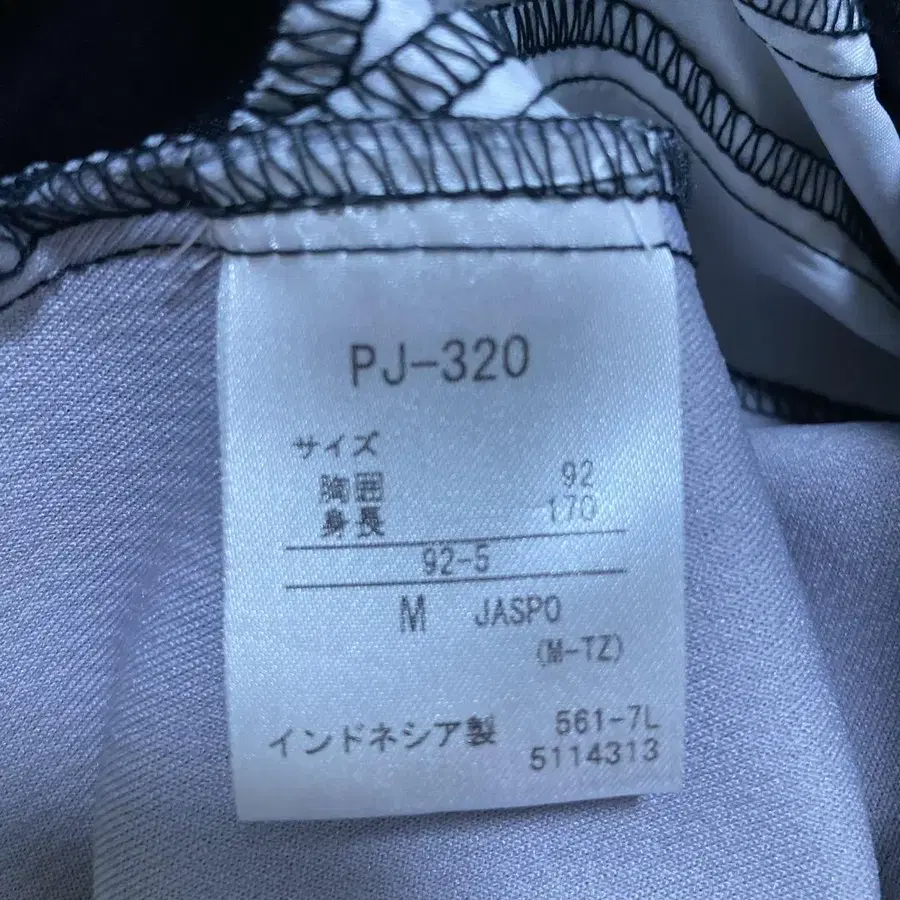 PJ-320
サイズ
胸囲 92
身長 170
92-5
M JASPO
(M-TZ)
インドネシア製 561-7L
5114313